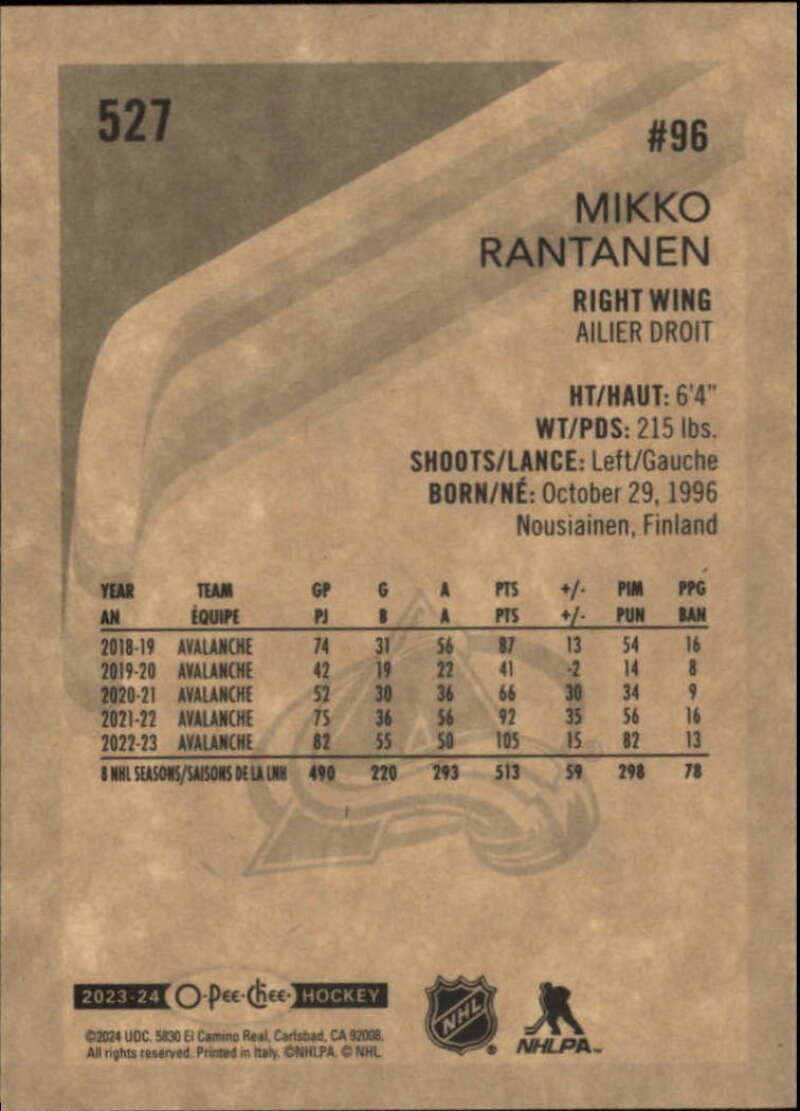 527
#96
MIKKO
RANTANEN
RIGHT WING
AILIER DROIT
HT/HAUT: 6'4"
WT/PDS: 215 lbs.
SHOOTS/LANCE: Left/Gauche
BORN/NÉ: October 29, 1996
Nousiainen, Finland
YEAR TEAM GP G A PTS +/- PIM PPG
AN ÉQUIPE PJ B A PTS +/- PUN BAN
2018-19 AVALANCHE 74 31 56 87 13 54 16
2019-20 AVALANCHE 42 19 22 41 -2 14 8
2020-21 AVALANCHE 52 30 36 66 30 34 9
2021-22 AVALANCHE 75 36 56 92 35 56 16
2022-23 AVALANCHE 82 55 50 105 15 82 13
8 NHL SEASONS/SAISONS DE LA LNH 490 220 293 513 59 298 78
2023-24 O-Pee-Chee HOCKEY
©2024 UDC. 5830 El Camino Real, Carlsbad, CA 92008.
All rights reserved. Printed in Italy. ©NHLPA. © NHL
NHL
NHLPA